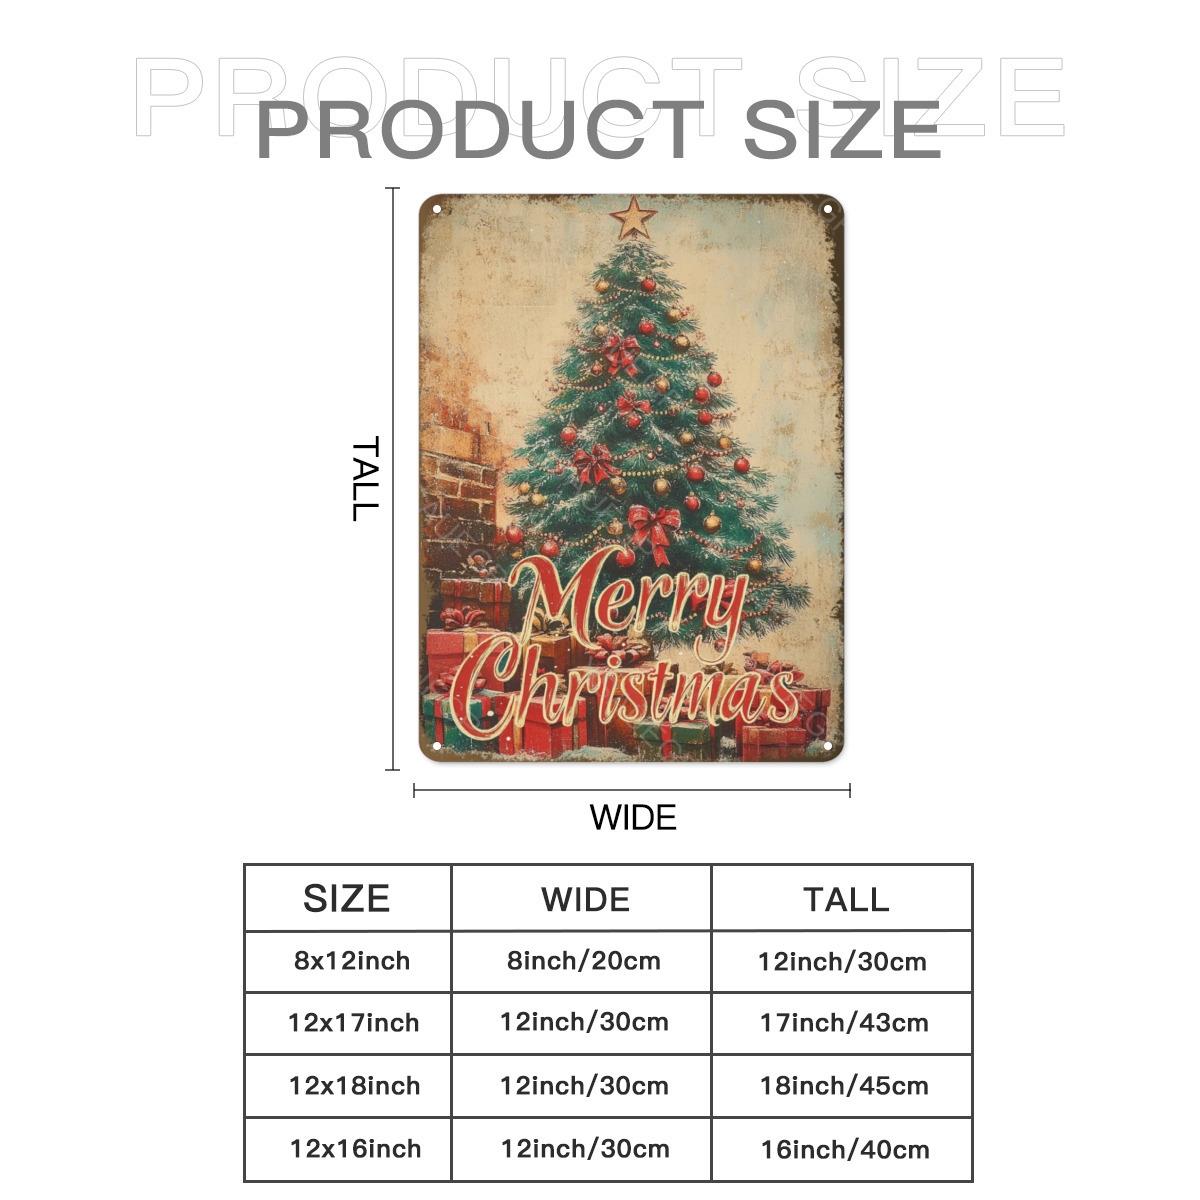 PRODUCT SIZE
PRODUCT SIZE
TALL
Merry
Christmas
WIDE
SIZE WIDE TALL
8x12inch 8inch/20cm 12inch/30cm
12x17inch 12inch/30cm 17inch/43cm
12x18inch 12inch/30cm 18inch/45cm
12x16inch 12inch/30cm 16inch/40cm